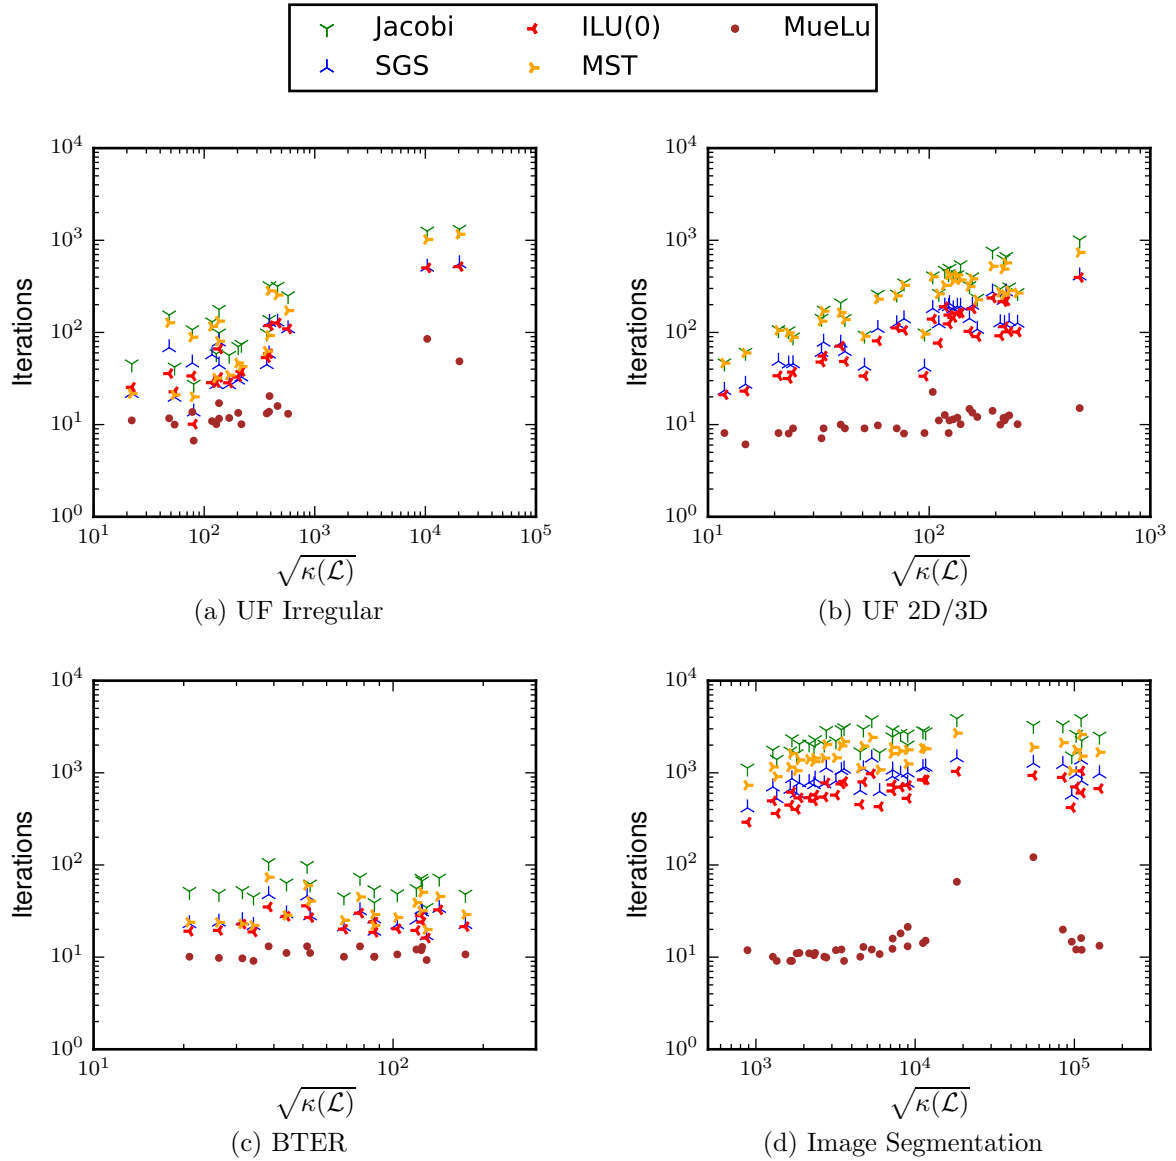 Jacobi ILU(0) MueLu
SGS MST
10^4
10^3
10^2
10^1
10^0
Iterations
10^1 10^2 10^3 10^4 10^5
√κ(ℒ)
(a) UF Irregular
10^4
10^3
10^2
10^1
10^0
Iterations
10^1 10^2 10^3
√κ(ℒ)
(b) UF 2D/3D
10^4
10^3
10^2
10^1
10^0
Iterations
10^1 10^2
√κ(ℒ)
(c) BTER
10^4
10^3
10^2
10^1
10^0
Iterations
10^3 10^4 10^5
√κ(ℒ)
(d) Image Segmentation